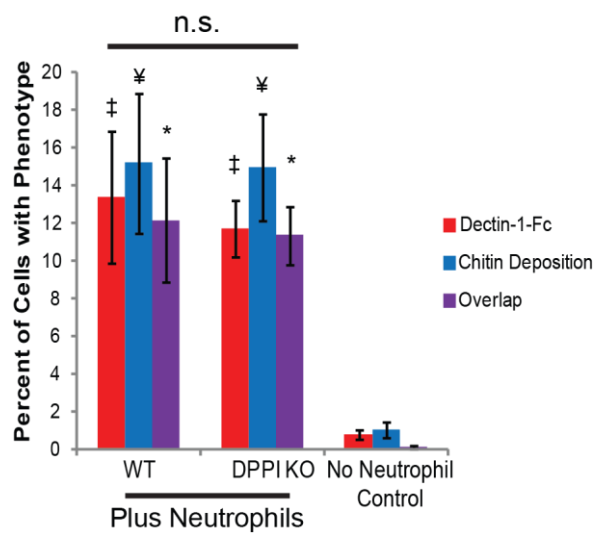 n.s.
Percent of Cells with Phenotype
20
18
16
14
12
10
8
6
4
2
0
‡ ¥ *
‡ ¥ *
WT DPPI KO No Neutrophil
Control
Plus Neutrophils
Dectin-1-Fc
Chitin Deposition
Overlap